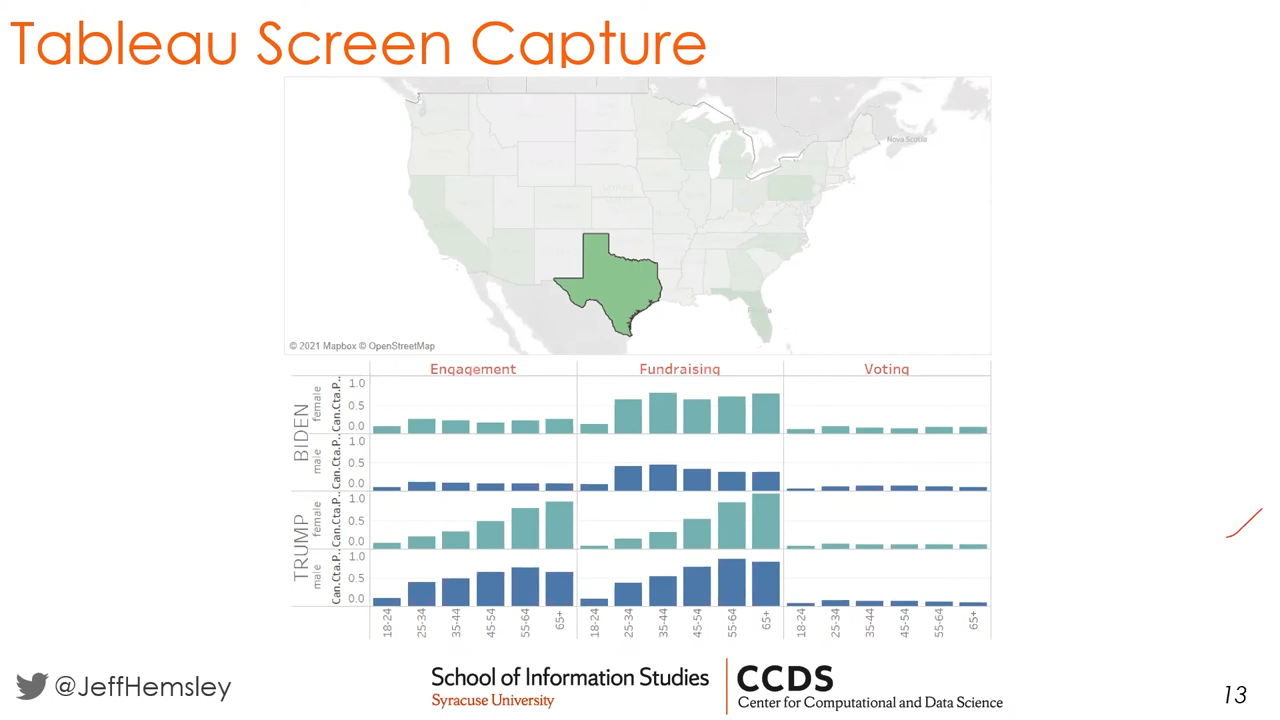 Tableau Screen Capture
Nova Scotia
© 2021 Mapbox © OpenStreetMap
Engagement Fundraising Voting
BIDEN
female
Can.Cta.P..
1.0
0.5
0.0
male
Can.Cta.P..
1.0
0.5
0.0
TRUMP
female
Can.Cta.P..
1.0
0.5
0.0
male
Can.Cta.P..
1.0
0.5
0.0
18-24 25-34 35-44 45-54 55-64 65+ 18-24 25-34 35-44 45-54 55-64 65+ 18-24 25-34 35-44 45-54 55-64 65+
@JeffHemsley
School of Information Studies
Syracuse University
CCDS
Center for Computational and Data Science
13